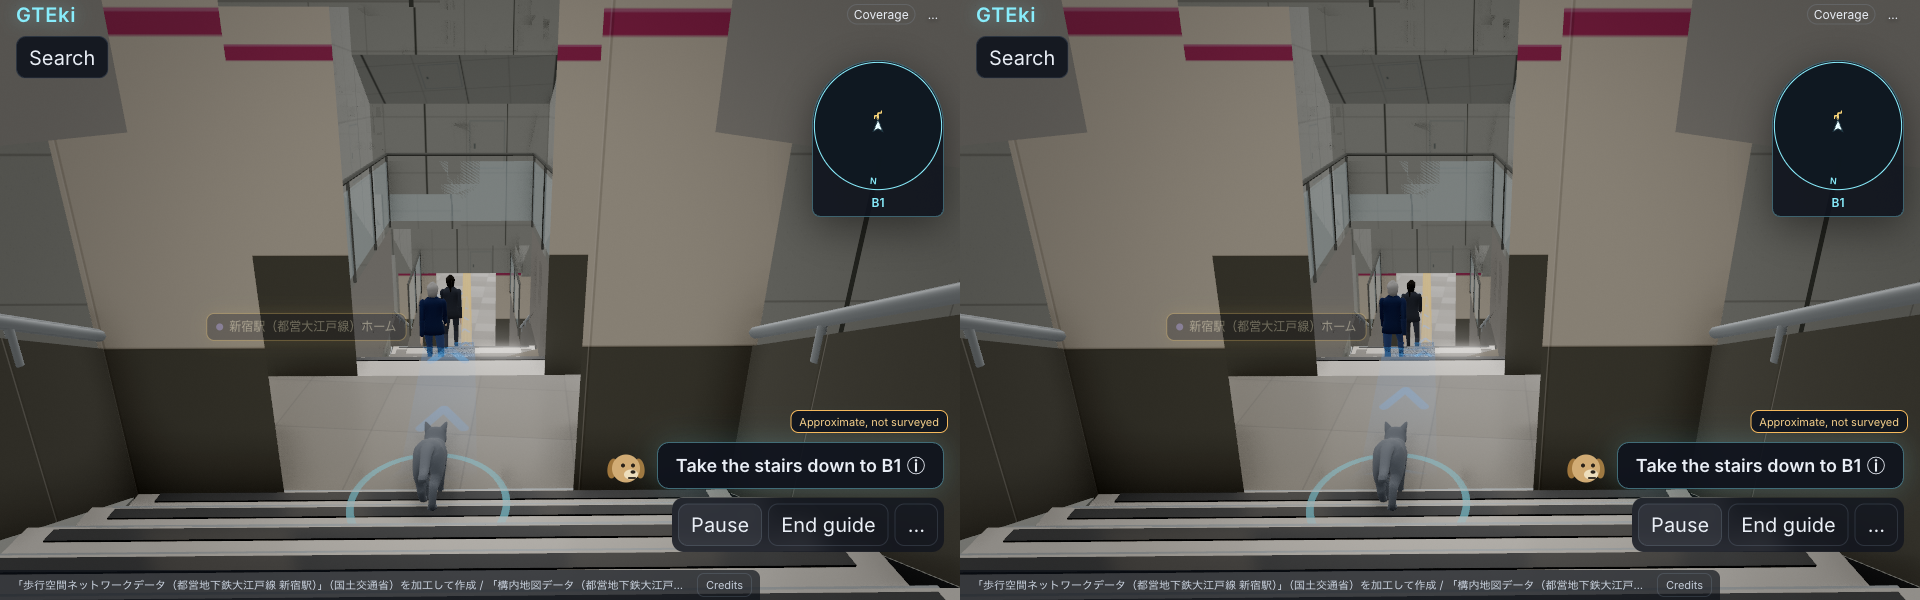 GTEki
Coverage
...
Search
N
B1
新宿駅（都営大江戸線）ホーム
Approximate, not surveyed
Take the stairs down to B1 ⓘ
Pause
End guide
...
「歩行空間ネットワークデータ（都営地下鉄大江戸線 新宿駅）」（国土交通省）を加工して作成 / 「構内地図データ（都営地下鉄大江戸...
Credits
GTEki
Coverage
...
Search
N
B1
新宿駅（都営大江戸線）ホーム
Approximate, not surveyed
Take the stairs down to B1 ⓘ
Pause
End guide
...
「歩行空間ネットワークデータ（都営地下鉄大江戸線 新宿駅）」（国土交通省）を加工して作成 / 「構内地図データ（都営地下鉄大江戸...
Credits